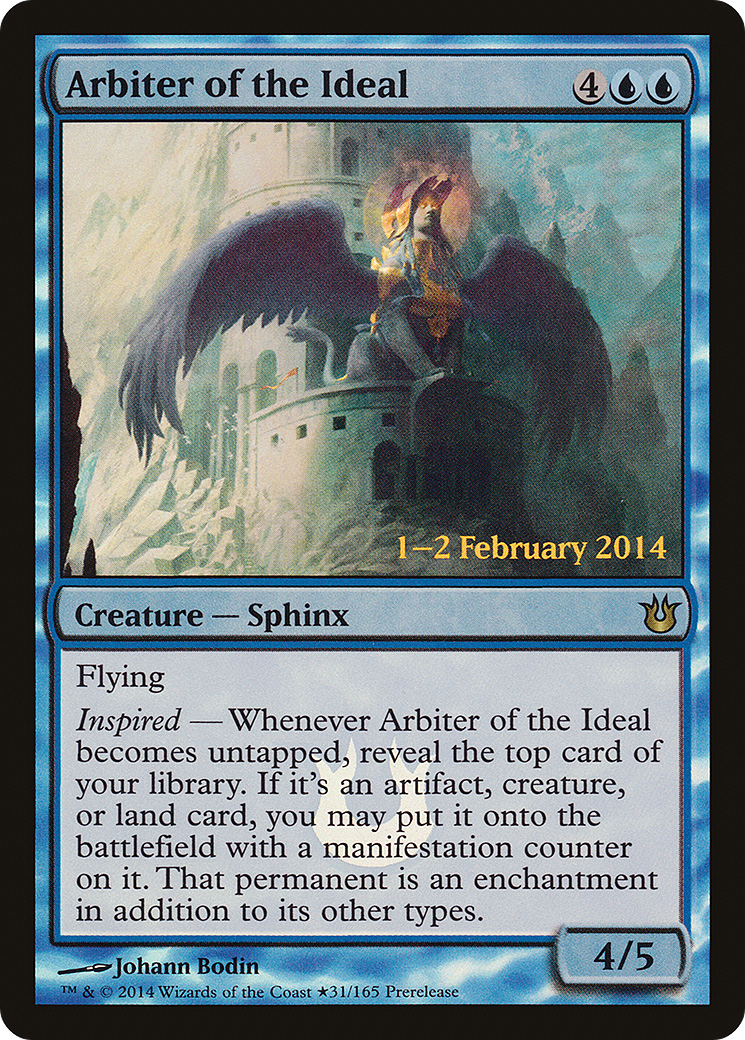 Arbiter of the Ideal 4
1–2 February 2014
Creature — Sphinx
Flying
Inspired — Whenever Arbiter of the Ideal
becomes untapped, reveal the top card of
your library. If it's an artifact, creature,
or land card, you may put it onto the
battlefield with a manifestation counter
on it. That permanent is an enchantment
in addition to its other types.
4/5
Johann Bodin
™ & © 2014 Wizards of the Coast ★31/165 Prerelease